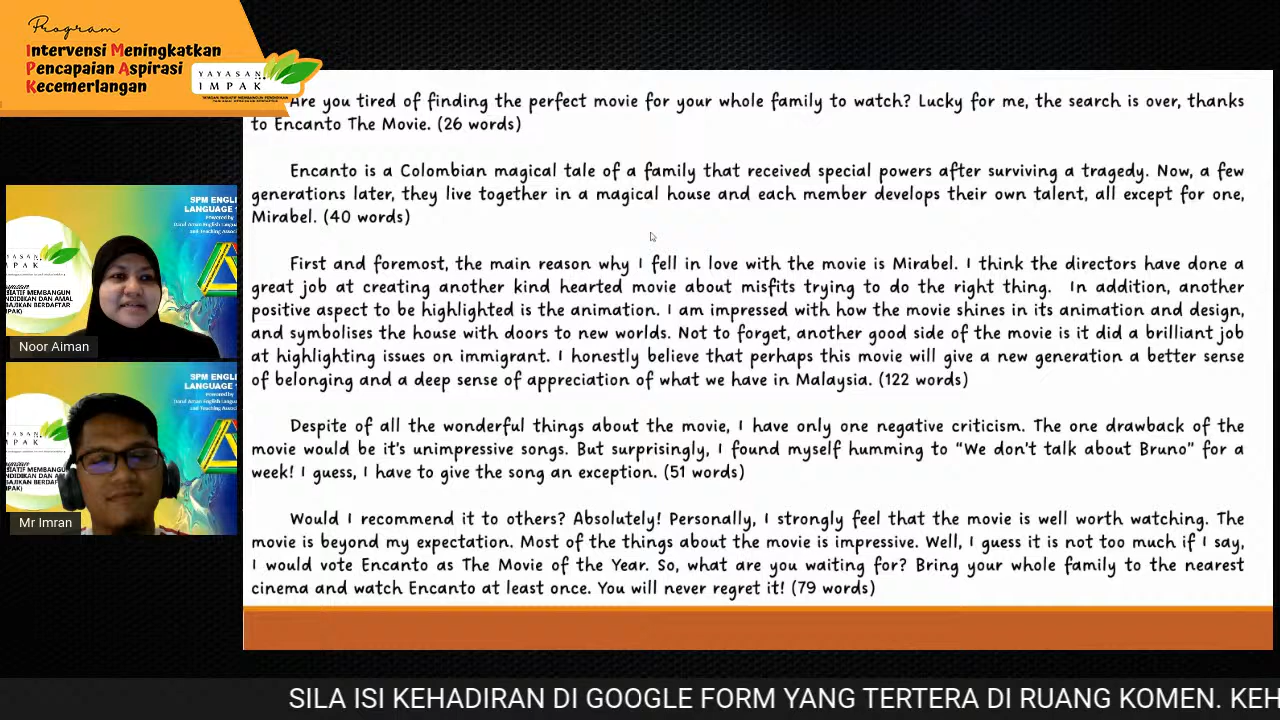 Program
Intervensi Meningkatkan
Pencapaian Aspirasi
Kecemerlangan
YAYASAN
IMPAK
Are you tired of finding the perfect movie for your whole family to watch? Lucky for me, the search is over, thanks
to Encanto The Movie. (26 words)
Encanto is a Colombian magical tale of a family that received special powers after surviving a tragedy. Now, a few
generations later, they live together in a magical house and each member develops their own talent, all except for one,
Mirabel. (40 words)
First and foremost, the main reason why I fell in love with the movie is Mirabel. I think the directors have done a
great job at creating another kind hearted movie about misfits trying to do the right thing. In addition, another
positive aspect to be highlighted is the animation. I am impressed with how the movie shines in its animation and design,
and symbolises the house with doors to new worlds. Not to forget, another good side of the movie is it did a brilliant job
at highlighting issues on immigrant. I honestly believe that perhaps this movie will give a new generation a better sense
of belonging and a deep sense of appreciation of what we have in Malaysia. (122 words)
Despite of all the wonderful things about the movie, I have only one negative criticism. The one drawback of the
movie would be it's unimpressive songs. But surprisingly, I found myself humming to "We don't talk about Bruno" for a
week! I guess, I have to give the song an exception. (51 words)
Would I recommend it to others? Absolutely! Personally, I strongly feel that the movie is well worth watching. The
movie is beyond my expectation. Most of the things about the movie is impressive. Well, I guess it is not too much if I say,
I would vote Encanto as The Movie of the Year. So, what are you waiting for? Bring your whole family to the nearest
cinema and watch Encanto at least once. You will never regret it! (79 words)
SPM ENGLI
LANGUAGE
Powered by
Noor Aiman
SPM ENGLI
LANGUAGE
Powered by
Mr Imran
SILA ISI KEHADIRAN DI GOOGLE FORM YANG TERTERA DI RUANG KOMEN. KEH